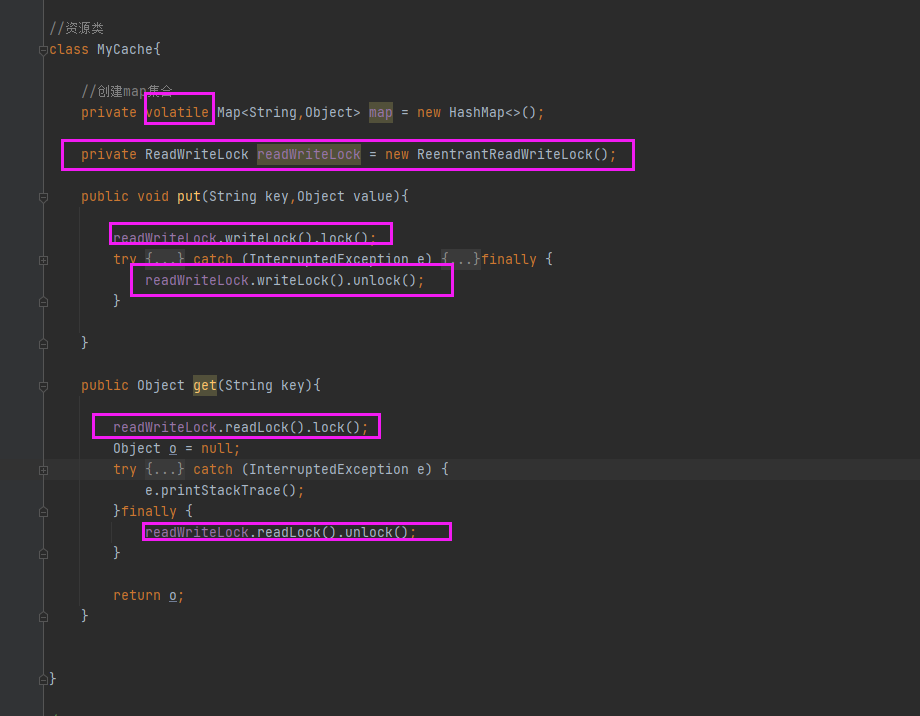 //资源类
class MyCache{
//创建map集合
private volatile Map<String,Object> map = new HashMap<>();
private ReadWriteLock readWriteLock = new ReentrantReadWriteLock();
public void put(String key,Object value){
readWriteLock.writeLock().lock();
try {...} catch (InterruptedException e) {...}finally {
readWriteLock.writeLock().unlock();
}
}
public Object get(String key){
readWriteLock.readLock().lock();
Object o = null;
try {...} catch (InterruptedException e) {
e.printStackTrace();
}finally {
readWriteLock.readLock().unlock();
}
return o;
}
}